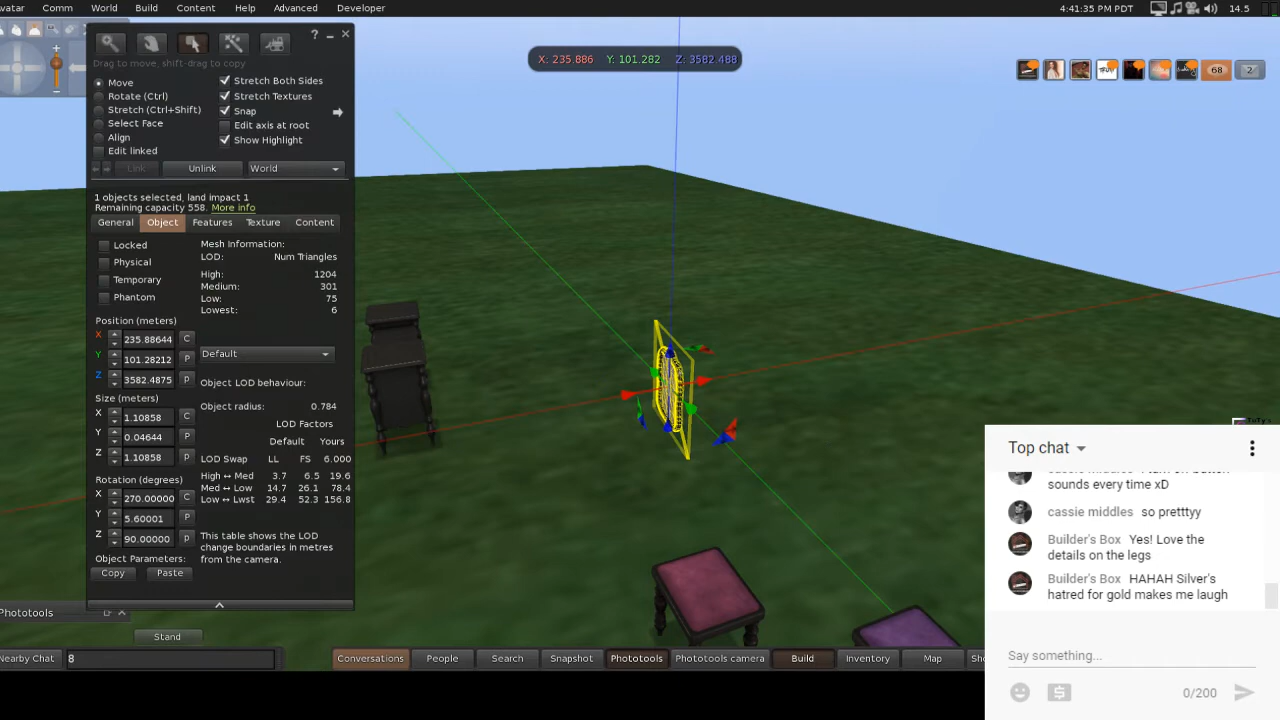 vatar Comm World Build Content Help Advanced Developer 4:41:35 PM PDT 14.5
? _ ×
Drag to move, shift-drag to copy
Move
Rotate (Ctrl)
Stretch (Ctrl+Shift)
Select Face
Align
Edit linked
Stretch Both Sides
Stretch Textures
Snap
Edit axis at root
Show Highlight
Link Unlink World
1 objects selected, land impact 1
Remaining capacity 558. More info
General Object Features Texture Content
Locked
Physical
Temporary
Phantom
Position (meters)
X 235.88644 C
Y 101.28212 P
Z 3582.4875 p
Size (meters)
X 1.10858 C
Y 0.04644 P
Z 1.10858 p
Rotation (degrees)
X 270.00000 C
Y 5.60001 P
Z 90.00000 p
Object Parameters:
Copy Paste
Mesh Information:
LOD: Num Triangles
High: 1204
Medium: 301
Low: 75
Lowest: 6
Default
Object LOD behaviour:
Object radius: 0.784
LOD Factors
Default Yours
LOD Swap LL FS 6.000
High ↔ Med 3.7 6.5 19.6
Med ↔ Low 14.7 26.1 78.4
Low ↔ Lwst 29.4 52.3 156.8
This table shows the LOD
change boundaries in metres
from the camera.
X: 235.886 Y: 101.282 Z: 3582.488
68 2
Phototools
Stand
Nearby Chat 8
Conversations People Search Snapshot Phototools Phototools camera Build Inventory Map
Top chat
sounds every time xD
cassie middles so pretttyy
Builder's Box Yes! Love the
details on the legs
Builder's Box HAHAH Silver's
hatred for gold makes me laugh
Say something...
0/200